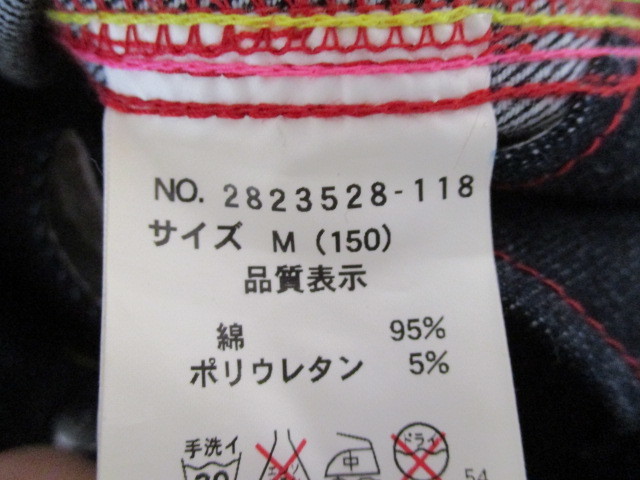 NO. 2823528-118
サイズ M (150)
品質表示
綿 95%
ポリウレタン 5%
手洗イ 中 ドライ
30 54